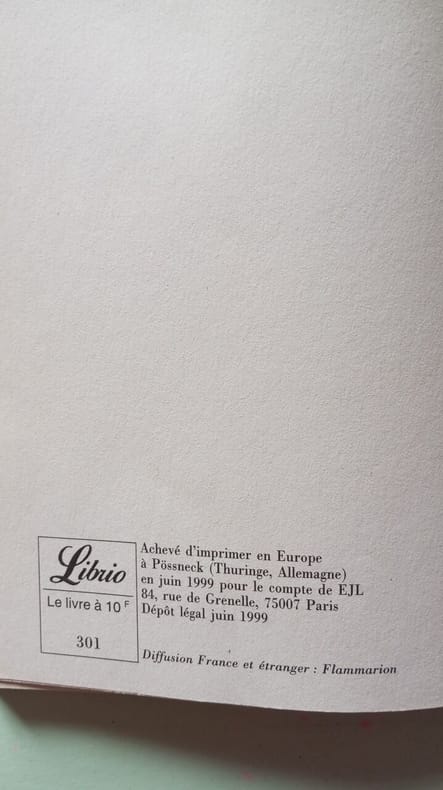 Librio
Le livre à 10 F
301
Achevé d'imprimer en Europe
à Pössneck (Thuringe, Allemagne)
en juin 1999 pour le compte de EJL
84, rue de Grenelle, 75007 Paris
Dépôt légal juin 1999
Diffusion France et étranger : Flammarion